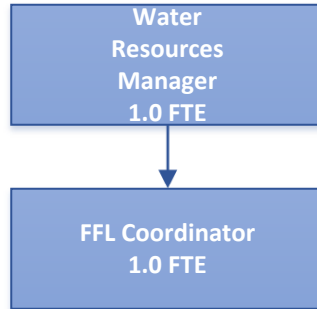 Water
Resources
Manager
1.0 FTE
FFL Coordinator
1.0 FTE